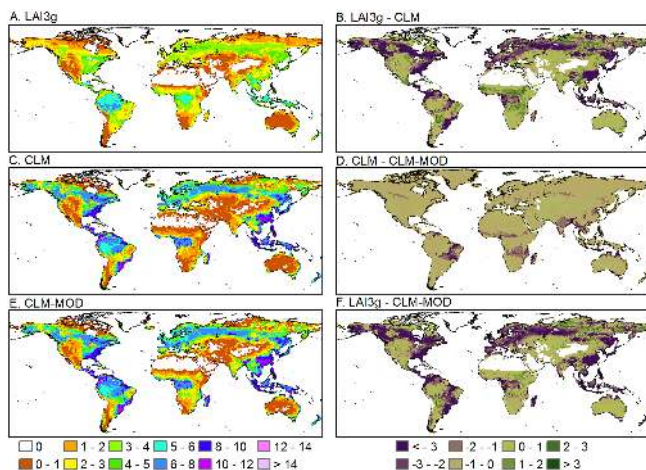 A. LAI3g
B. LAI3g - CLM
C. CLM
D. CLM - CLM-MOD
E. CLM-MOD
F. LAI3g - CLM-MOD
0 1 - 2 3 - 4 5 - 6 8 - 10 12 - 14
0 - 1 2 - 3 4 - 5 6 - 8 10 - 12 > 14
< - 3 -2 - -1 0 - 1 2 - 3
-3 - -2 -1 - 0 1 - 2 > 3